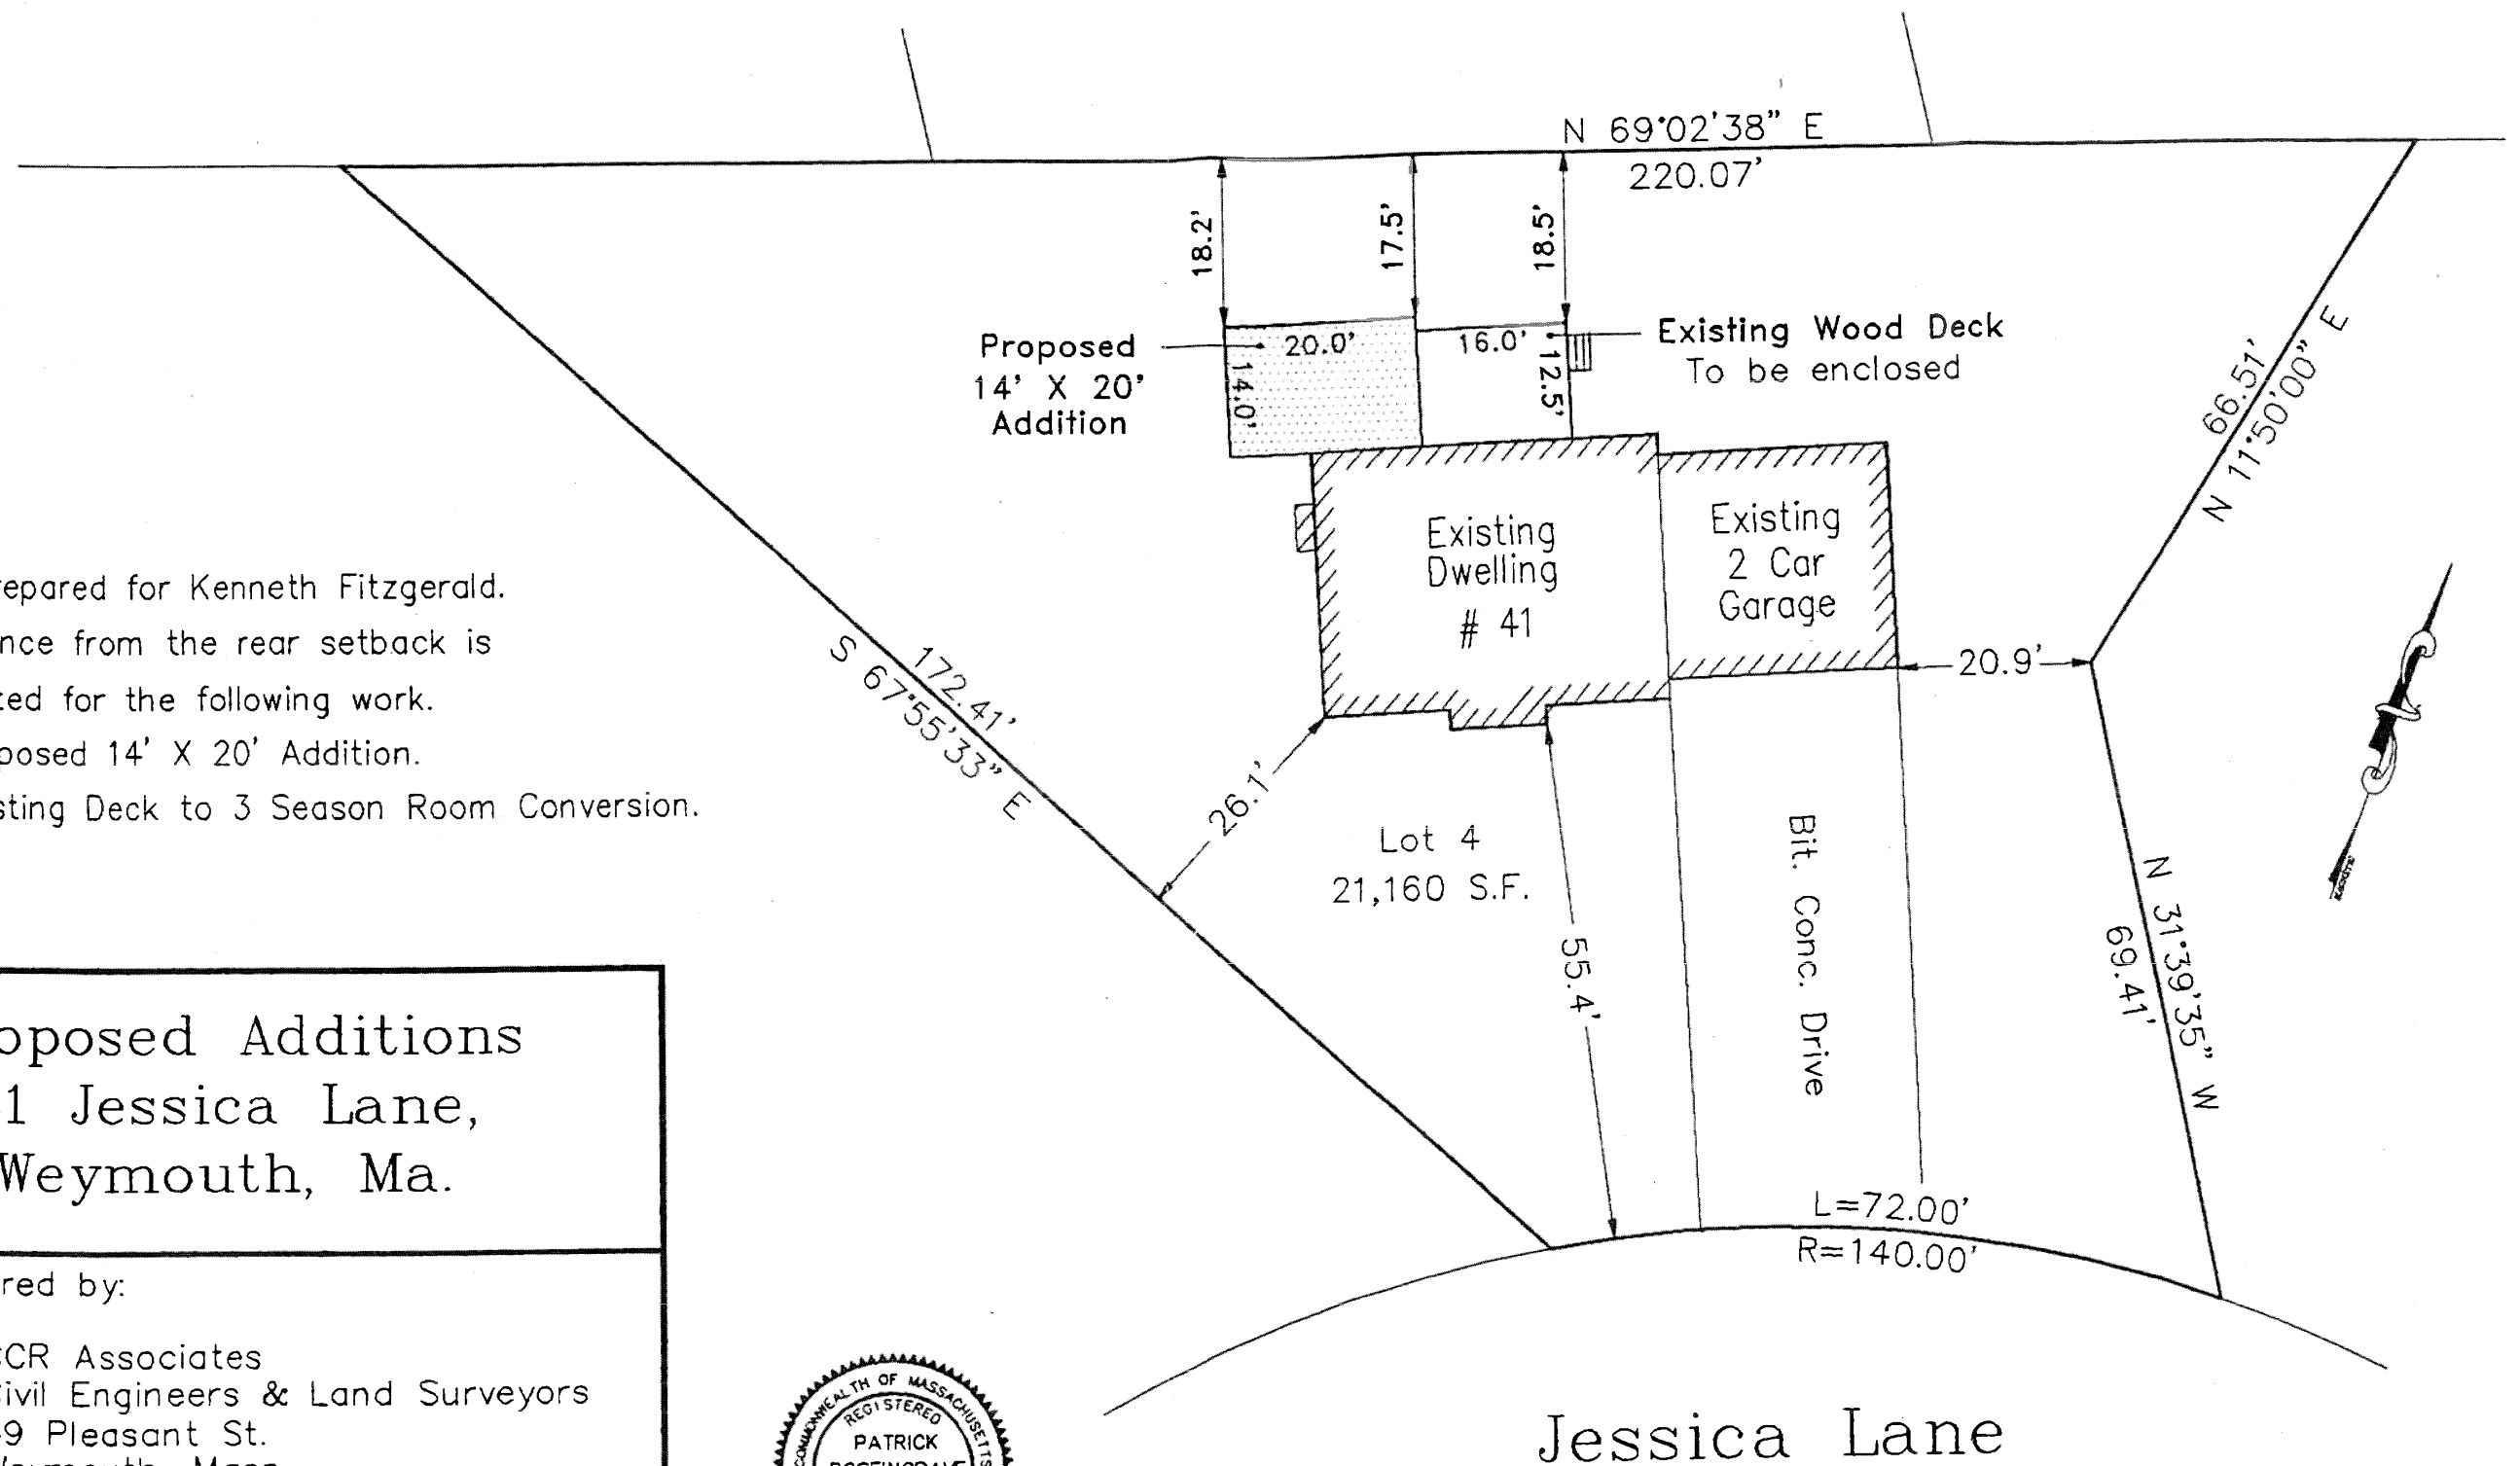 N 69°02'38" E
220.07'
18.2'
17.5'
18.5'
Proposed
14' X 20'
Addition
20.0'
14.0'
16.0'
12.5'
Existing Wood Deck
To be enclosed
66.51'
N 11°50'00" E
Existing
Dwelling
# 41
Existing
2 Car
Garage
20.9'
172.41'
S 67°55'33" E
26.1'
Lot 4
21,160 S.F.
55.4'
Bit. Conc. Drive
N 31°39'35" W
69.41'
L=72.00'
R=140.00'
Jessica Lane
epared for Kenneth Fitzgerald.
nce from the rear setback is
ted for the following work.
posed 14' X 20' Addition.
sting Deck to 3 Season Room Conversion.
oposed Additions
1 Jessica Lane,
Weymouth, Ma.
red by:
CR Associates
ivil Engineers & Land Surveyors
9 Pleasant St.
COMMONWEALTH OF MASSACHUSETTS
REGISTERED
PATRICK